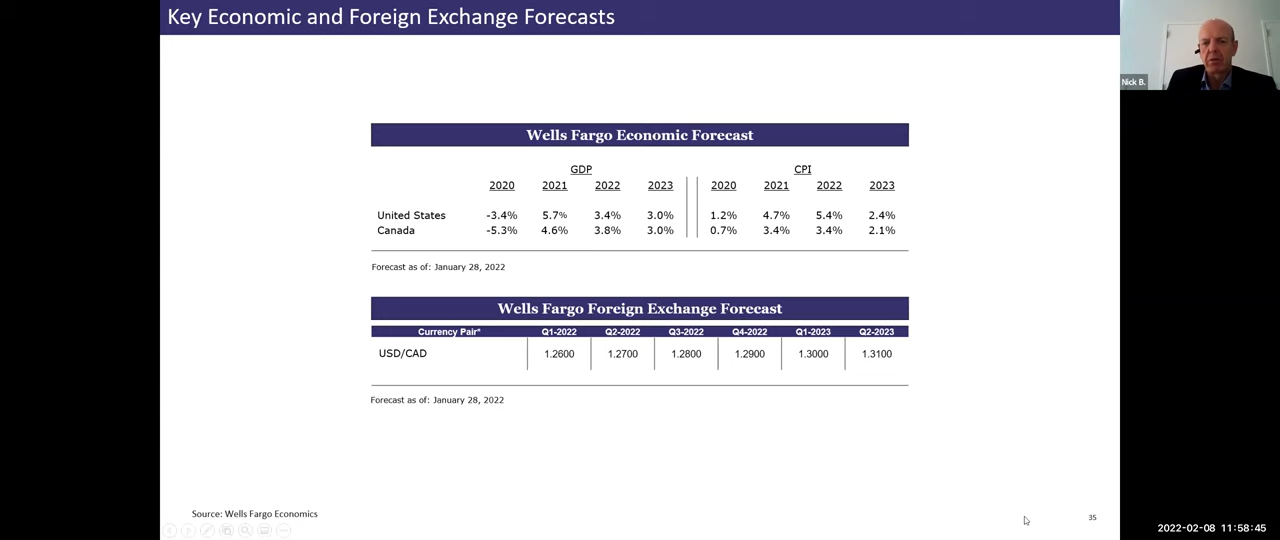 Key Economic and Foreign Exchange Forecasts
Nick B.
Wells Fargo Economic Forecast
GDP CPI
2020 2021 2022 2023 2020 2021 2022 2023
United States -3.4% 5.7% 3.4% 3.0% 1.2% 4.7% 5.4% 2.4%
Canada -5.3% 4.6% 3.8% 3.0% 0.7% 3.4% 3.4% 2.1%
Forecast as of: January 28, 2022
Wells Fargo Foreign Exchange Forecast
Currency Pair* Q1-2022 Q2-2022 Q3-2022 Q4-2022 Q1-2023 Q2-2023
USD/CAD 1.2600 1.2700 1.2800 1.2900 1.3000 1.3100
Forecast as of: January 28, 2022
Source: Wells Fargo Economics
35
2022-02-08 11:58:45